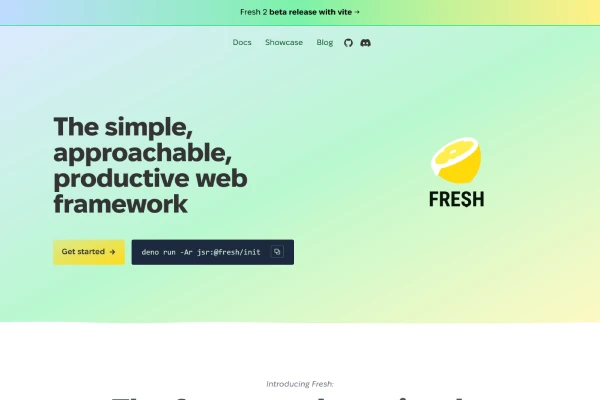 Fresh 2 beta release with vite →
Docs Showcase Blog
The simple,
approachable,
productive web
framework
FRESH
Get started →
deno run -Ar jsr:@fresh/init
Introducing Fresh: